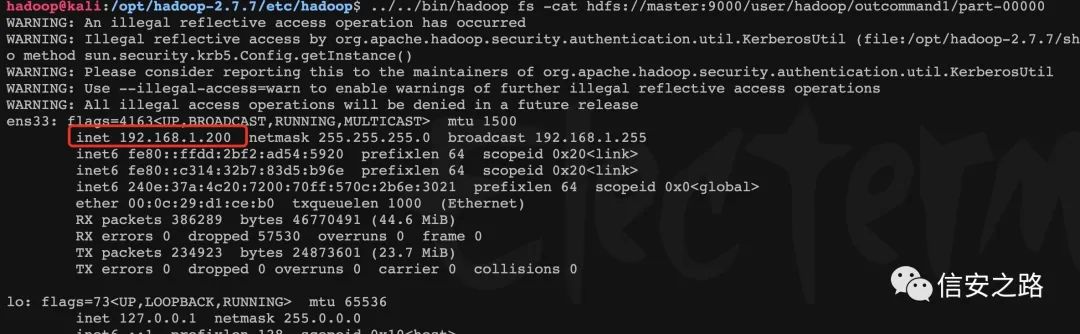 hadoop@kali:/opt/hadoop-2.7.7/etc/hadoop$ ../../bin/hadoop fs -cat hdfs://master:9000/user/hadoop/outcommand1/part-00000
WARNING: An illegal reflective access operation has occurred
WARNING: Illegal reflective access by org.apache.hadoop.security.authentication.util.KerberosUtil (file:/opt/hadoop-2.7.7/sh
o method sun.security.krb5.Config.getInstance()
WARNING: Please consider reporting this to the maintainers of org.apache.hadoop.security.authentication.util.KerberosUtil
WARNING: Use --illegal-access=warn to enable warnings of further illegal reflective access operations
WARNING: All illegal access operations will be denied in a future release
ens33: flags=4163<UP,BROADCAST,RUNNING,MULTICAST>  mtu 1500
inet 192.168.1.200  netmask 255.255.255.0  broadcast 192.168.1.255
inet6 fe80::ffdd:2bf2:ad54:5920  prefixlen 64  scopeid 0x20<link>
inet6 fe80::c314:32b7:83d5:b96e  prefixlen 64  scopeid 0x20<link>
inet6 240e:37a:4c20:7200:70ff:570c:2b6e:3021  prefixlen 64  scopeid 0x0<global>
ether 00:0c:29:d1:ce:b0  txqueuelen 1000  (Ethernet)
RX packets 386289  bytes 46770491 (44.6 MiB)
RX errors 0  dropped 57530  overruns 0  frame 0
TX packets 234923  bytes 24873601 (23.7 MiB)
TX errors 0  dropped 0 overruns 0  carrier 0  collisions 0
lo: flags=73<UP,LOOPBACK,RUNNING>  mtu 65536
inet 127.0.0.1  netmask 255.0.0.0
inet6 ::1  prefixlen 128  scopeid 0x10<host>
electerm
信安之路